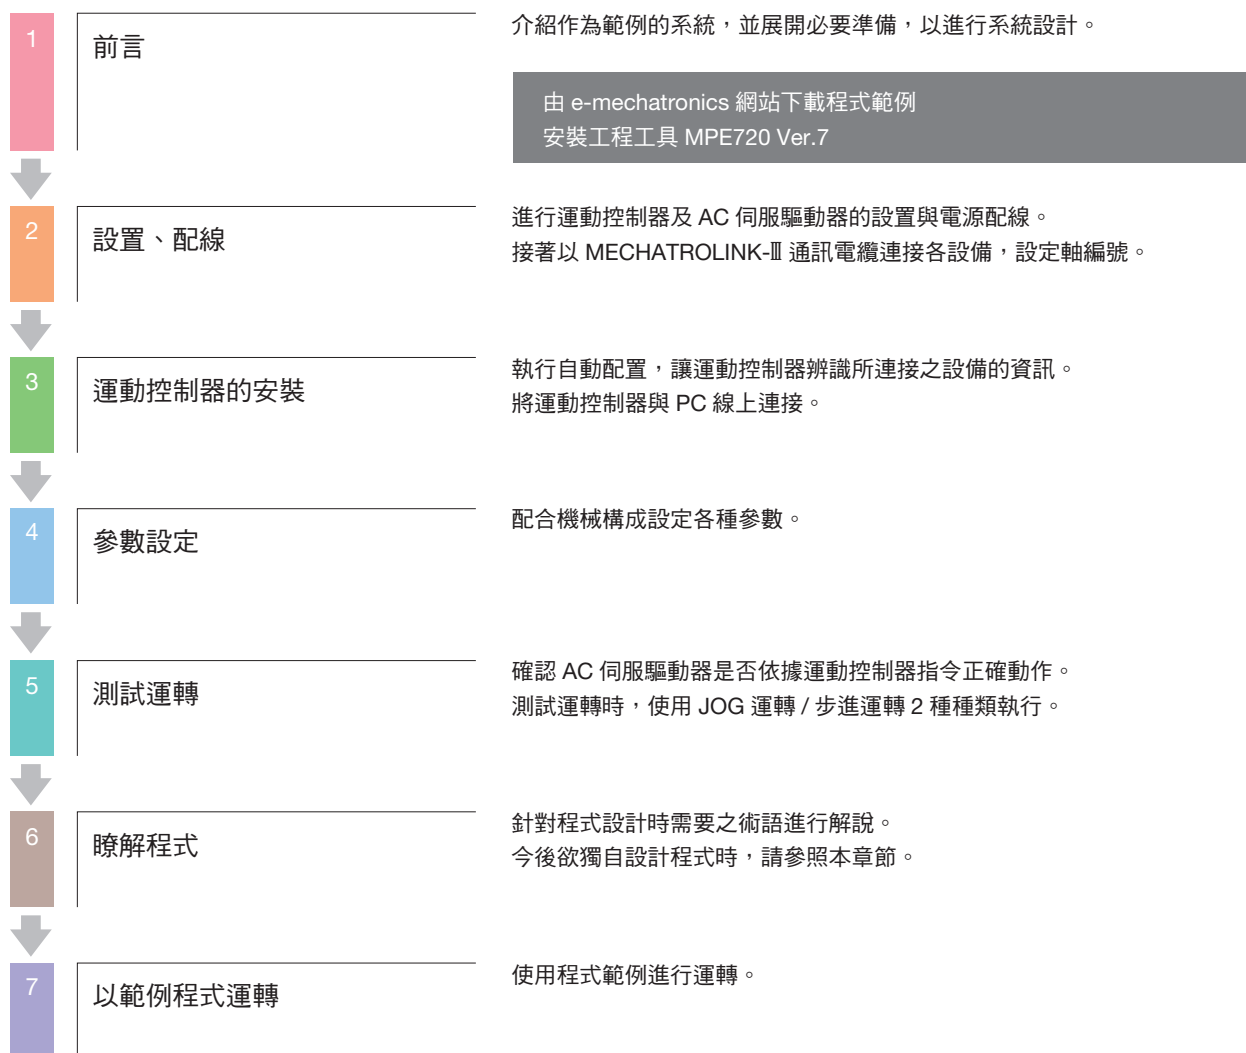 1
前言
介紹作為範例的系統，並展開必要準備，以進行系統設計。
由 e-mechatronics 網站下載程式範例
安裝工程工具 MPE720 Ver.7
2
設置、配線
進行運動控制器及 AC 伺服驅動器的設置與電源配線。
接著以 MECHATROLINK-Ⅲ 通訊電纜連接各設備，設定軸編號。
3
運動控制器的安裝
執行自動配置，讓運動控制器辨識所連接之設備的資訊。
將運動控制器與 PC 線上連接。
4
參數設定
配合機械構成設定各種參數。
5
測試運轉
確認 AC 伺服驅動器是否依據運動控制器指令正確動作。
測試運轉時，使用 JOG 運轉 / 步進運轉 2 種種類執行。
6
瞭解程式
針對程式設計時需要之術語進行解說。
今後欲獨自設計程式時，請參照本章節。
7
以範例程式運轉
使用程式範例進行運轉。